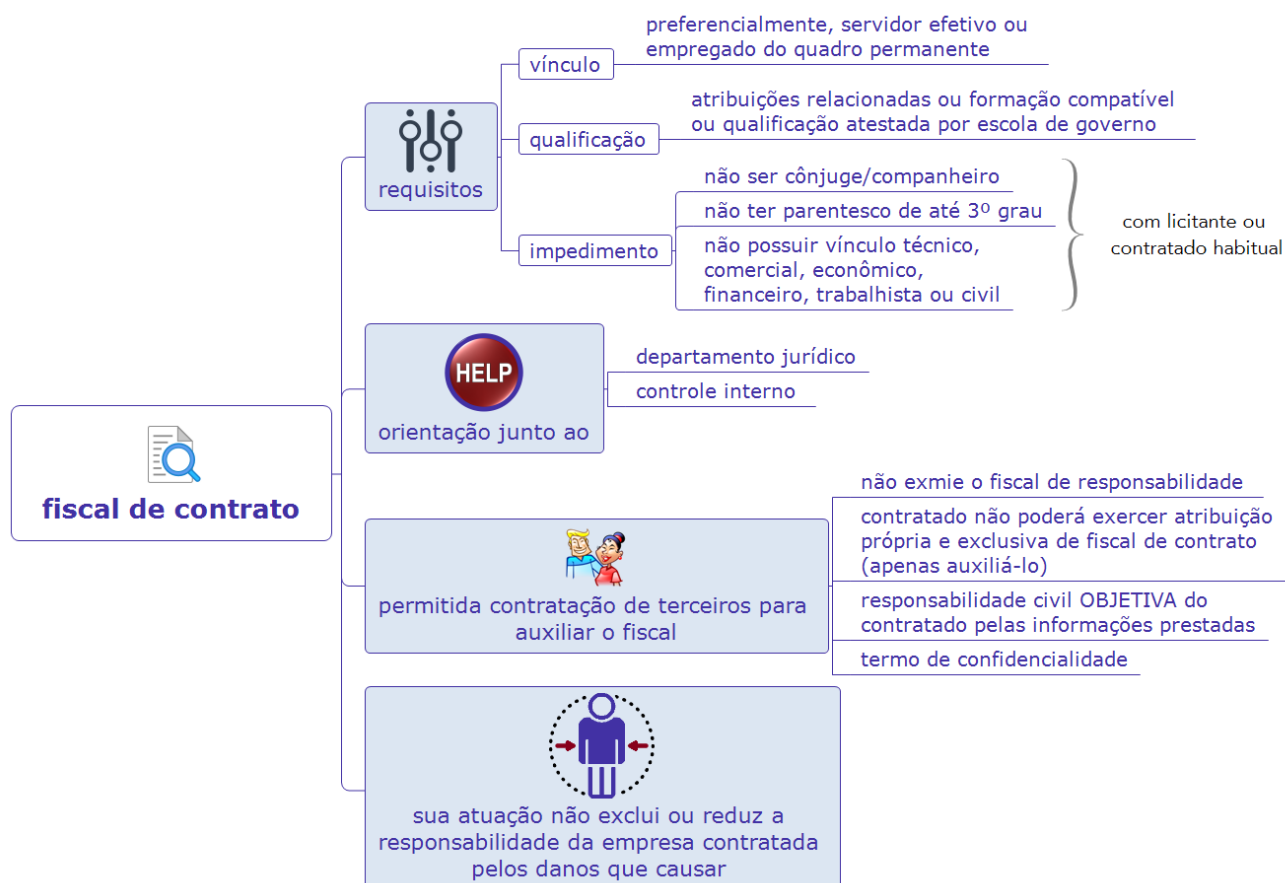 fiscal de contrato
requisitos
vínculo
preferencialmente, servidor efetivo ou
empregado do quadro permanente
qualificação
atribuições relacionadas ou formação compatível
ou qualificação atestada por escola de governo
impedimento
não ser cônjuge/companheiro
não ter parentesco de até 3º grau
não possuir vínculo técnico,
comercial, econômico,
financeiro, trabalhista ou civil
com licitante ou
contratado habitual
HELP
orientação junto ao
departamento jurídico
controle interno
permitida contratação de terceiros para
auxiliar o fiscal
não exmie o fiscal de responsabilidade
contratado não poderá exercer atribuição
própria e exclusiva de fiscal de contrato
(apenas auxiliá-lo)
responsabilidade civil OBJETIVA do
contratado pelas informações prestadas
termo de confidencialidade
sua atuação não exclui ou reduz a
responsabilidade da empresa contratada
pelos danos que causar